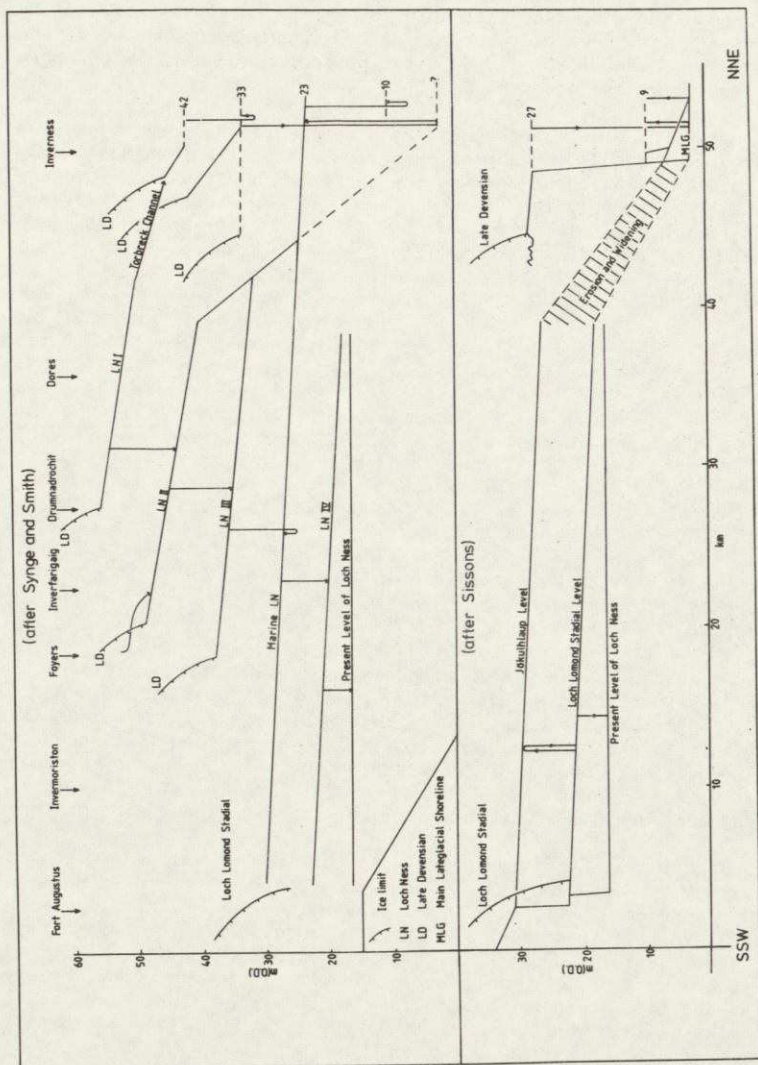 (after Synge and Smith)
Fort Augustus
Invermoriston
Foyers
Inverfarigaig
Drumnadrochit
Dores
Inverness
60
50
40
30
20
10
m(O.D.)
LD
LD
LD
LD
LD
LD
Torbreck Channel
LN I
LN II
LN III
Marine LN
LN IV
Present Level of Loch Ness
Loch Lomond Stadial
42
33
23
10
?
Ice limit
LN Loch Ness
LD Late Devensian
MLG Main Lateglacial Shoreline
(after Sissons)
Loch Lomond Stadial
Jökulhlaup Level
Loch Lomond Stadial Level
Present Level of Loch Ness
Late Devensian
Erosion and Widening
27
9
MLG
30
20
10
m(O.D.)
10
20
30
40
50
km
SSW
NNE